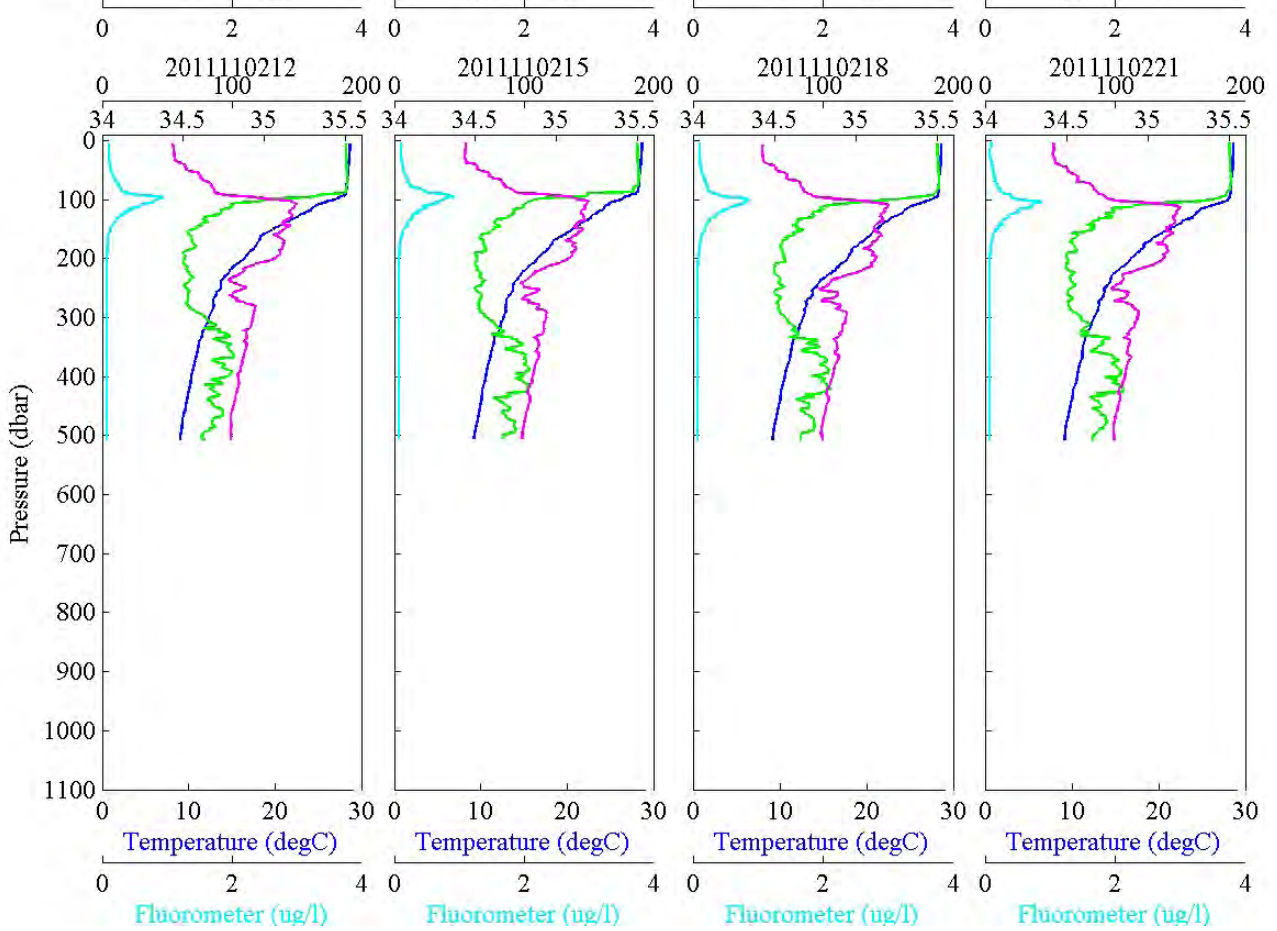 0 2 4 0 2 4 0 2 4 0 2 4
2011110212 2011110215 2011110218 2011110221
0 100 200 0 100 200 0 100 200 0 100 200
34 34.5 35 35.5 34 34.5 35 35.5 34 34.5 35 35.5 34 34.5 35 35.5
0
100
200
300
400
500
600
700
800
900
1000
1100
Pressure (dbar)
0 10 20 30 0 10 20 30 0 10 20 30 0 10 20 30
Temperature (degC) Temperature (degC) Temperature (degC) Temperature (degC)
0 2 4 0 2 4 0 2 4 0 2 4
Fluorometer (ug/l) Fluorometer (ug/l) Fluorometer (ug/l) Fluorometer (ug/l)